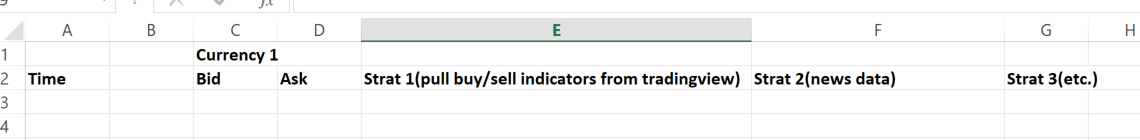 fx
A B C D E F G H
1 Currency 1
2 Time Bid Ask Strat 1(pull buy/sell indicators from tradingview) Strat 2(news data) Strat 3(etc.)
3
4